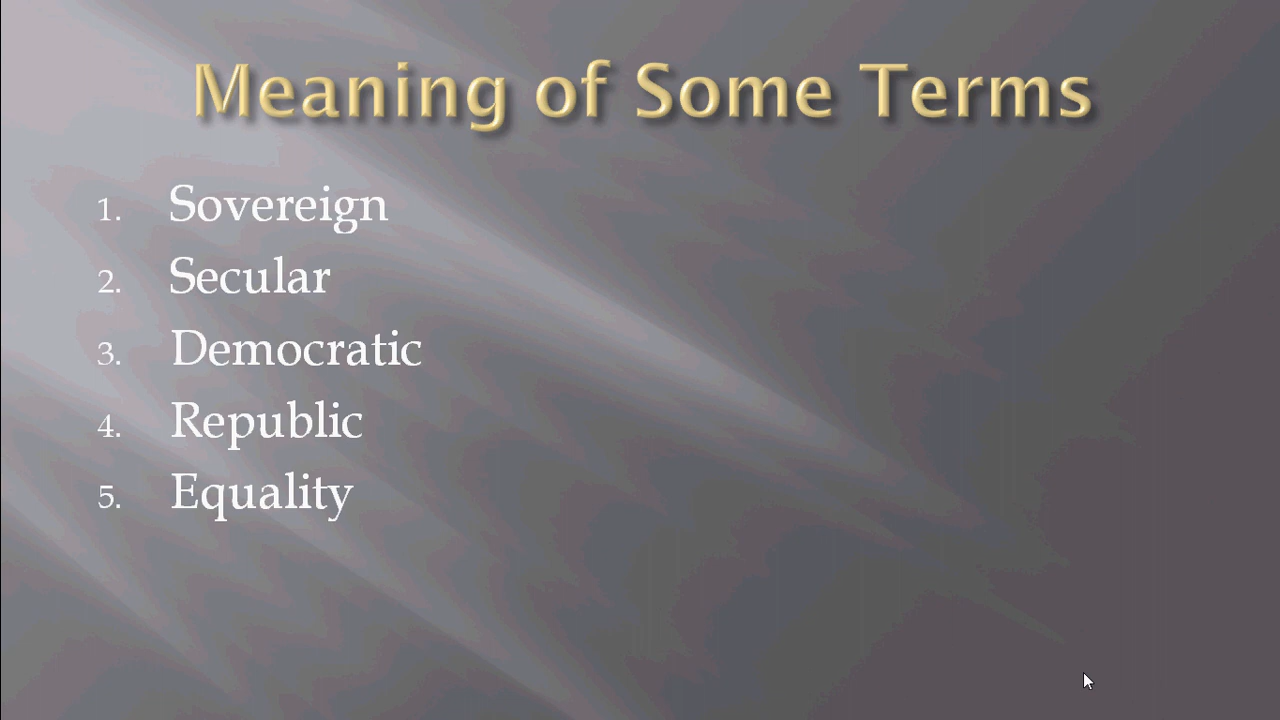 Meaning of Some Terms
1. Sovereign
2. Secular
3. Democratic
4. Republic
5. Equality